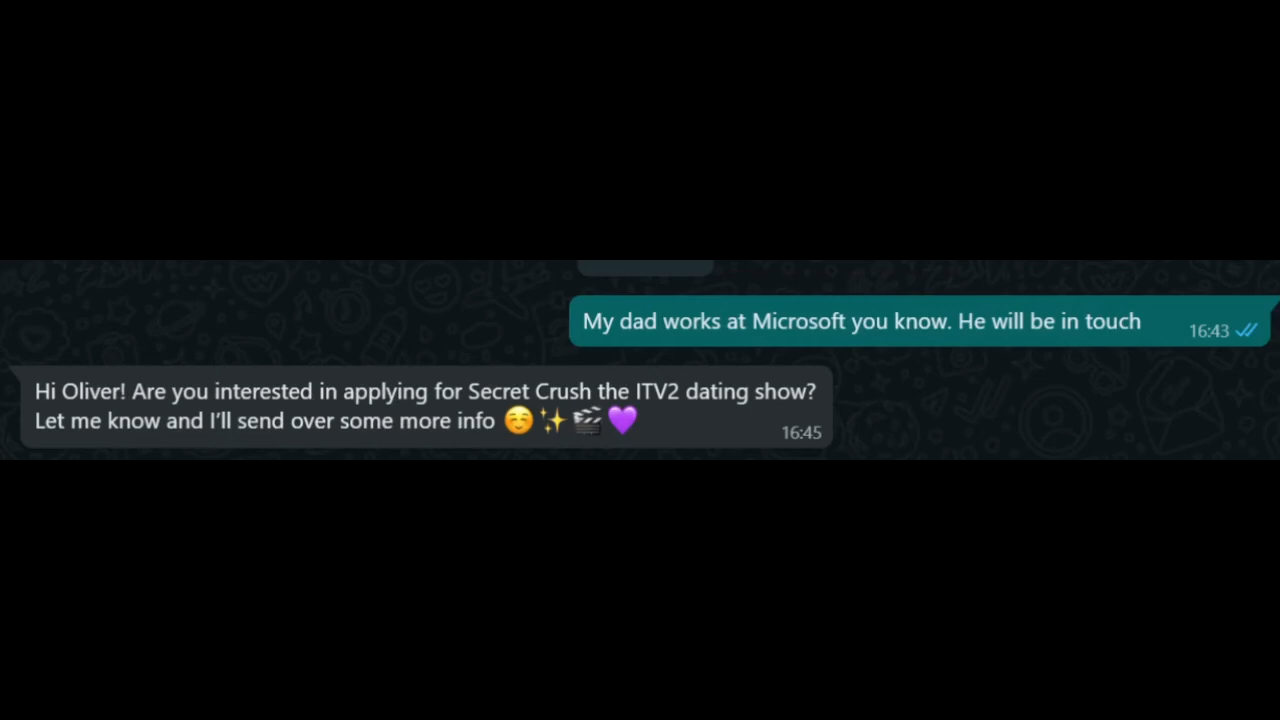 My dad works at Microsoft you know. He will be in touch
16:43
Hi Oliver! Are you interested in applying for Secret Crush the ITV2 dating show?
Let me know and I’ll send over some more info ☺️✨🎬💜
16:45